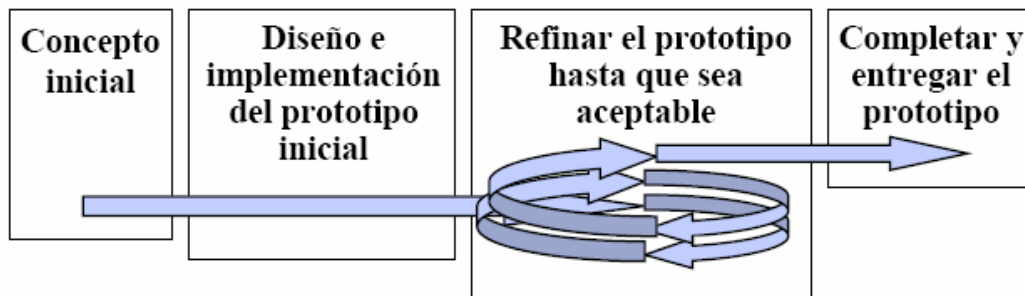 Concepto
inicial
Diseño e
implementación
del prototipo
inicial
Refinar el prototipo
hasta que sea
aceptable
Completar y
entregar el
prototipo